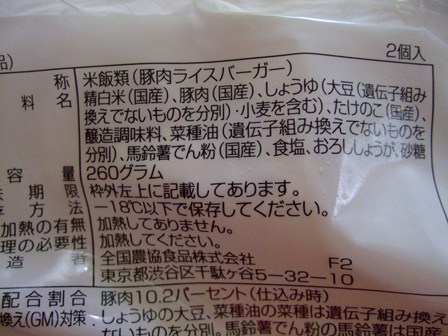 品)
2個入
称 米飯類(豚肉ライスバーガー)
料 名 精白米(国産)、豚肉(国産)、しょうゆ(大豆(遺伝子組み
換えでないものを分別)・小麦を含む)、たけのこ(国産)、
醸造調味料、菜種油(遺伝子組み換えでないものを
分別)、馬鈴薯でん粉(国産)、食塩、おろししょうが、砂糖
容 量 260グラム
味 期 限 枠外左上に記載してあります。
存 方 法 －18℃以下で保存してください。
加熱の有無 加熱してありません。
理の必要性 加熱してください。
造 者 全国農協食品株式会社 F2
東京都渋谷区千駄ヶ谷5－32－10
配合割合 豚肉10.2パーセント(仕込み時)
換え(GM)対策 しょうゆの大豆、菜種油の菜種は遺伝子組み換え
ないものを分別。馬鈴薯でん粉の馬鈴薯は国産